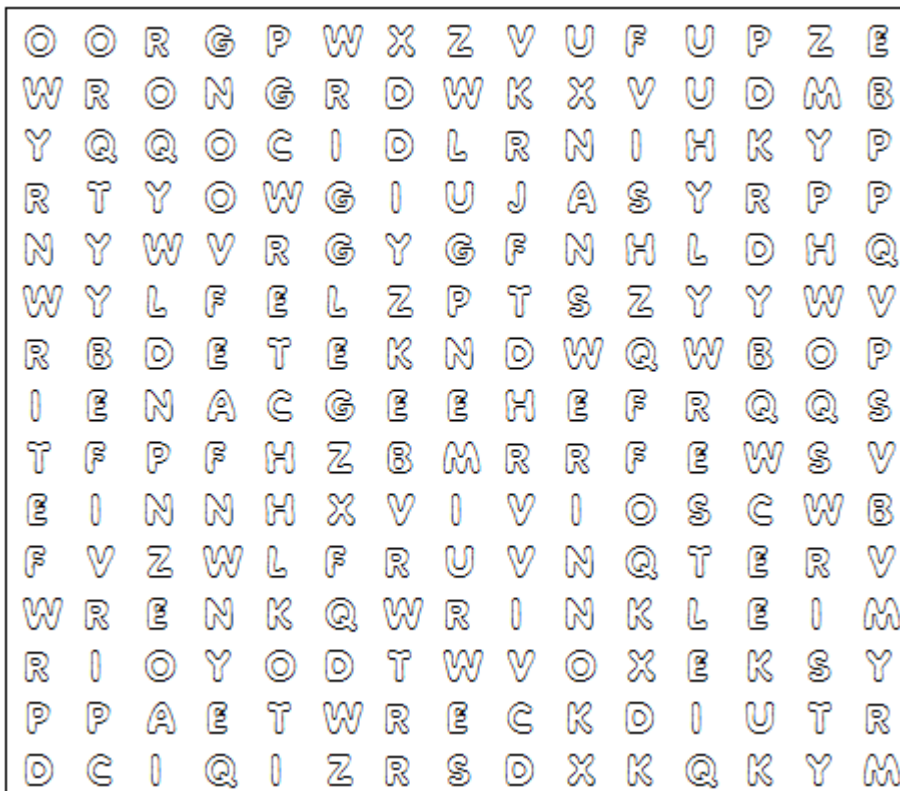 O O R G P W X Z V U F U P Z E
W R O N G R D W K X V U D M B
Y Q Q O C I D L R N I H K Y P
R T Y O W G I U J A S Y R P P
N Y W V R G Y G F N H L D H Q
W Y L F E L Z P T S Z Y Y W V
R B D E T E K N D W Q W B O P
I E N A C G E E H E F R Q Q S
T F P F H Z B M R R F E W S V
E I N N H X V I V I O S C W B
F V Z W L F R U V N Q T E R V
W R E N K Q W R I N K L E I M
R I O Y O D T W V O X E K S Y
P P A E T W R E C K D I U T R
D C I Q I Z R S D X K Q K Y M